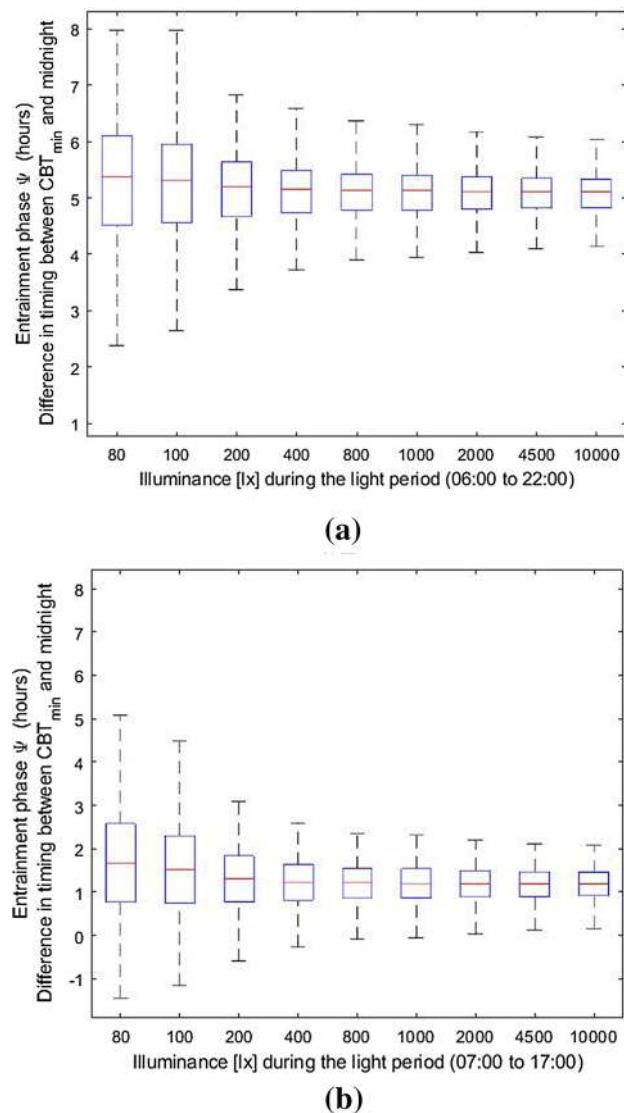 8
7
6
5
4
3
2
1
Entrainment phase Ψ (hours)
Difference in timing between CBTmin and midnight
80 100 200 400 800 1000 2000 4500 10000
Illuminance [lx] during the light period (06:00 to 22:00)
(a)
8
7
6
5
4
3
2
1
0
-1
Entrainment phase Ψ (hours)
Difference in timing between CBTmin and midnight
80 100 200 400 800 1000 2000 4500 10000
Illuminance [lx] during the light period (07:00 to 17:00)
(b)